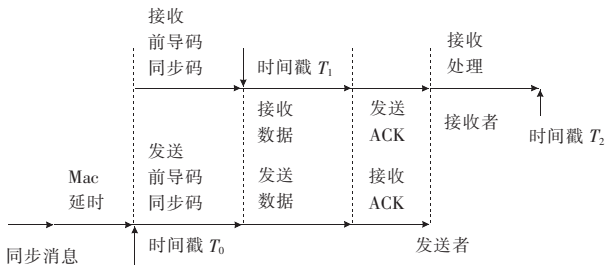 接收
前导码
同步码
时间戳 T₁
接收
处理
接收
数据
发送
ACK
接收者
时间戳 T₂
发送
前导码
同步码
发送
数据
接收
ACK
Mac
延时
同步消息
时间戳 T₀
发送者